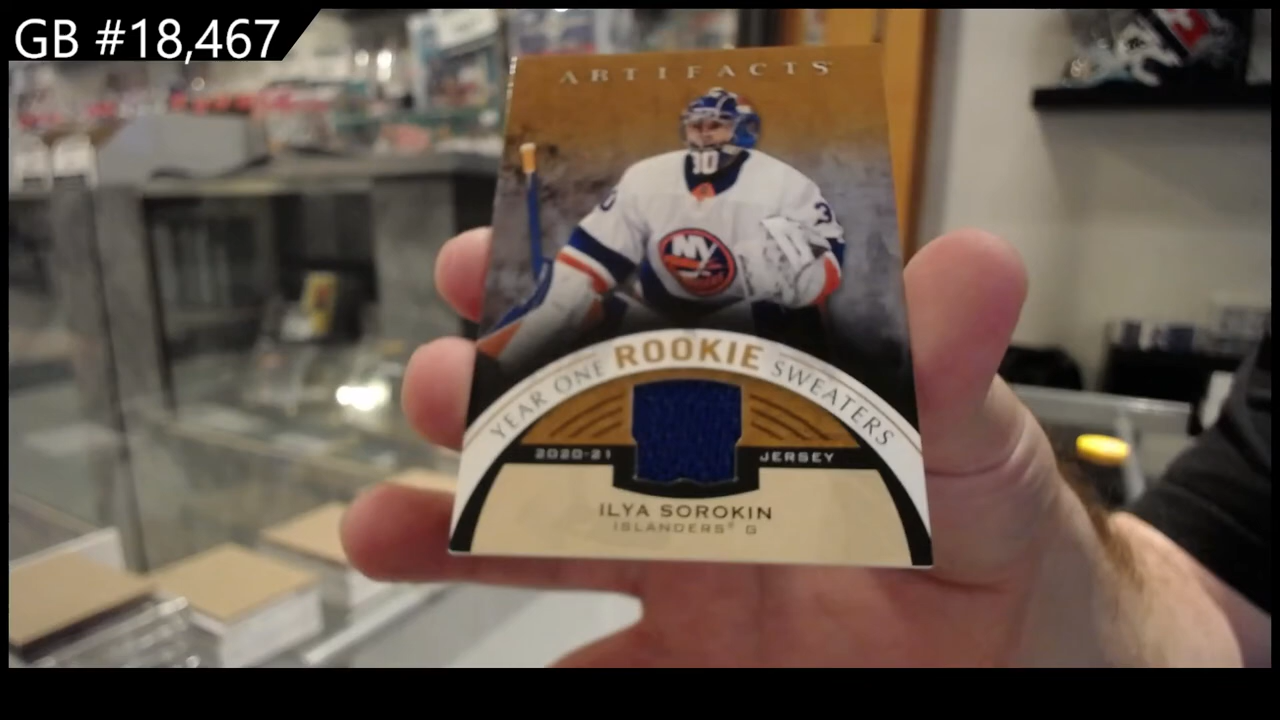 GB #18,467
ARTIFACTS
30
30
NY
YEAR ONE ROOKIE SWEATERS
2020-21 JERSEY
ILYA SOROKIN
ISLANDERS® G